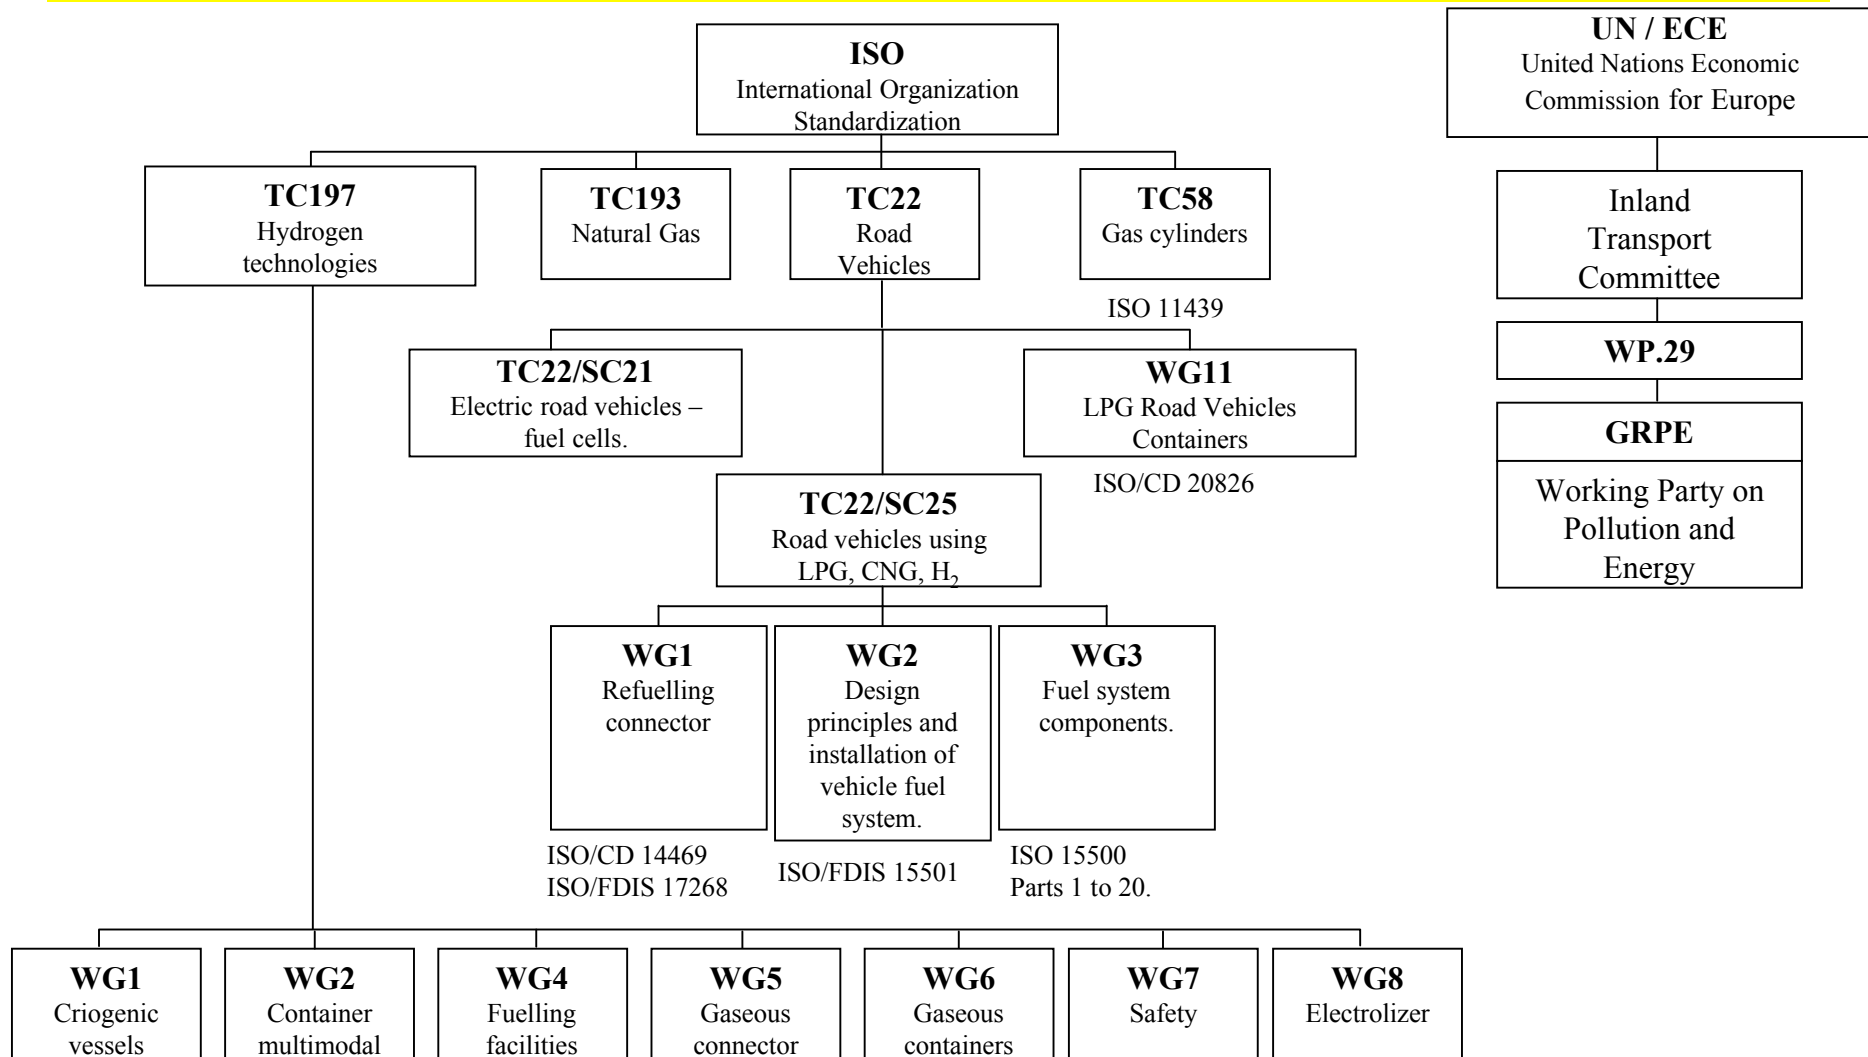 ISO
International Organization
Standardization
UN / ECE
United Nations Economic
Commission for Europe
TC197
Hydrogen
technologies
TC193
Natural Gas
TC22
Road
Vehicles
TC58
Gas cylinders
ISO 11439
Inland
Transport
Committee
WP.29
GRPE
Working Party on
Pollution and
Energy
TC22/SC21
Electric road vehicles –
fuel cells.
WG11
LPG Road Vehicles
Containers
ISO/CD 20826
TC22/SC25
Road vehicles using
LPG, CNG, H₂
WG1
Refuelling
connector
ISO/CD 14469
ISO/FDIS 17268
WG2
Design
principles and
installation of
vehicle fuel
system.
ISO/FDIS 15501
WG3
Fuel system
components.
ISO 15500
Parts 1 to 20.
WG1
Criogenic
vessels
WG2
Container
multimodal
WG4
Fuelling
facilities
WG5
Gaseous
connector
WG6
Gaseous
containers
WG7
Safety
WG8
Electrolizer